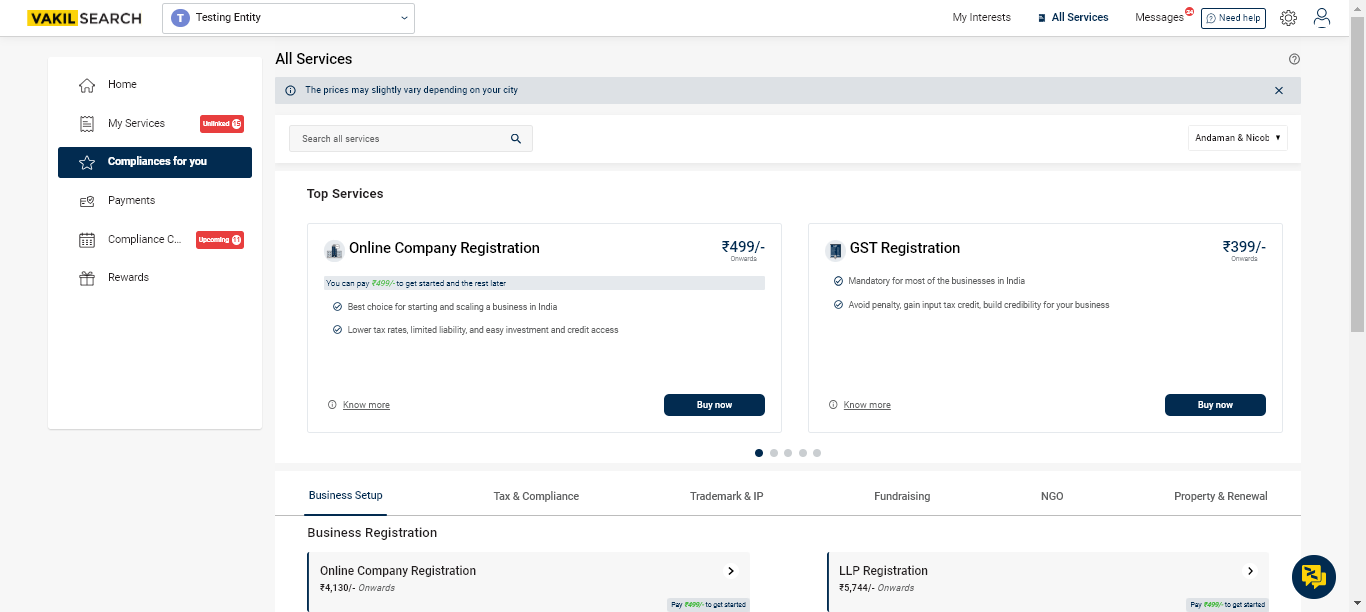 VAKILSEARCH
T Testing Entity
My Interests
All Services
Messages
Need help
Home
My Services
Unlinked 15
Compliances for you
Payments
Compliance C...
Upcoming 11
Rewards
All Services
The prices may slightly vary depending on your city
Search all services
Andaman & Nicob
Top Services
Online Company Registration
₹499/-
Onwards
You can pay ₹499/- to get started and the rest later
Best choice for starting and scaling a business in India
Lower tax rates, limited liability, and easy investment and credit access
Know more
Buy now
GST Registration
₹399/-
Onwards
Mandatory for most of the businesses in India
Avoid penalty, gain input tax credit, build credibility for your business
Know more
Buy now
Business Setup
Tax & Compliance
Trademark & IP
Fundraising
NGO
Property & Renewal
Business Registration
Online Company Registration
₹4,130/- Onwards
Pay ₹499/- to get started
LLP Registration
₹5,744/- Onwards
Pay ₹499/- to get started